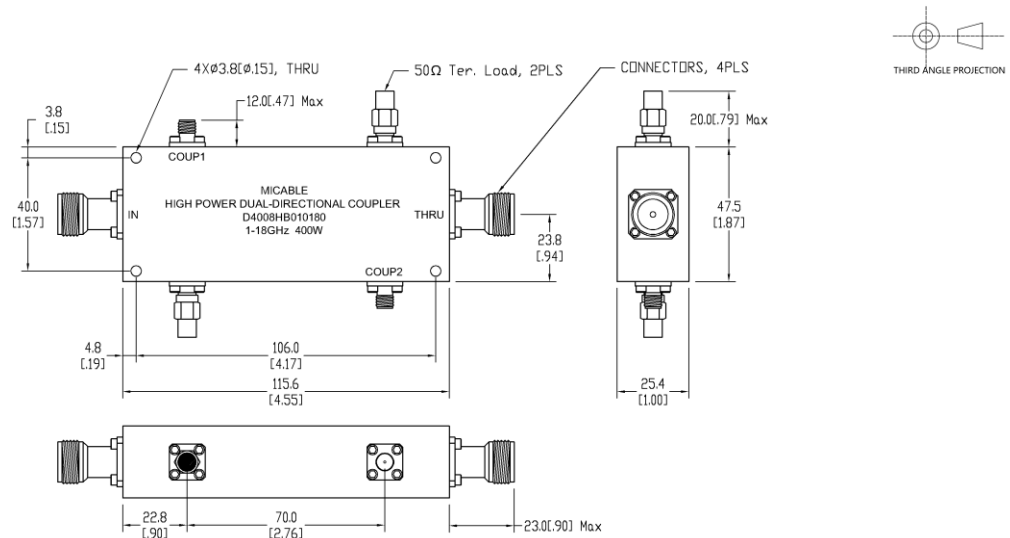 4XØ3.8[Ø.15], THRU
50Ω Ter. Load, 2PLS
CONNECTORS, 4PLS
THIRD ANGLE PROJECTION
3.8
[.15]
12.0[.47] Max
20.0[.79] Max
COUP1
40.0
[1.57]
IN
MICABLE
HIGH POWER DUAL-DIRECTIONAL COUPLER
D4008HB010180
1-18GHz 400W
THRU
23.8
[.94]
47.5
[1.87]
COUP2
4.8
[.19]
106.0
[4.17]
115.6
[4.55]
25.4
[1.00]
22.8
[.90]
70.0
[2.76]
23.0[.90] Max